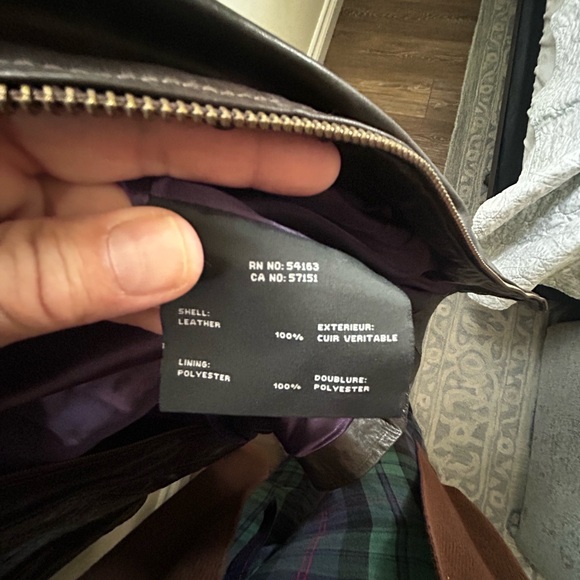 RN NO: 54163
CA NO: 57151
SHELL:
LEATHER
100%
EXTERIEUR:
CUIR VERITABLE
LINING:
POLYESTER
100%
DOUBLURE:
POLYESTER